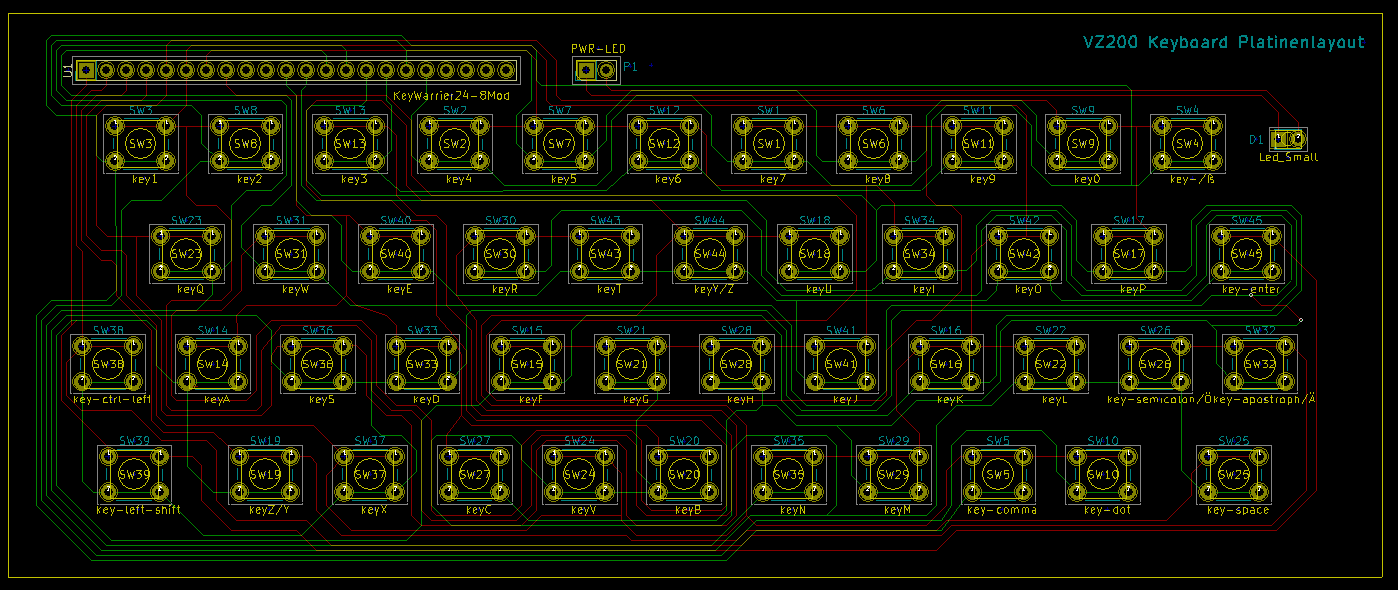 VZ200 Keyboard Platinenlayout
PWR-LED
U1
P1
KeyWarrier24-8Mod
SW3 SW8 SW13 SW2 SW7 SW12 SW1 SW6 SW11 SW9 SW4
SW3 SW8 SW13 SW2 SW7 SW12 SW1 SW6 SW11 SW9 SW4
D1
Led_Small
key1 key2 key3 key4 key5 key6 key7 key8 key9 key0 key-/ß
SW23 SW31 SW40 SW30 SW43 SW44 SW18 SW34 SW42 SW17 SW45
SW23 SW31 SW40 SW30 SW43 SW44 SW18 SW34 SW42 SW17 SW45
keyQ keyW keyE keyR keyT keyY/Z keyU keyI keyO keyP key-enter
SW38 SW14 SW36 SW33 SW15 SW21 SW28 SW41 SW16 SW22 SW26 SW32
SW38 SW14 SW36 SW33 SW15 SW21 SW28 SW41 SW16 SW22 SW26 SW32
key-ctrl-left keyA keyS keyD keyF keyG keyH keyJ keyK keyL key-semicolon/Ö key-apostroph/Ä
SW39 SW19 SW37 SW27 SW24 SW20 SW35 SW29 SW5 SW10 SW25
SW39 SW19 SW37 SW27 SW24 SW20 SW35 SW29 SW5 SW10 SW25
key-left-shift keyZ/Y keyX keyC keyV keyB keyN keyM key-comma key-dot key-space